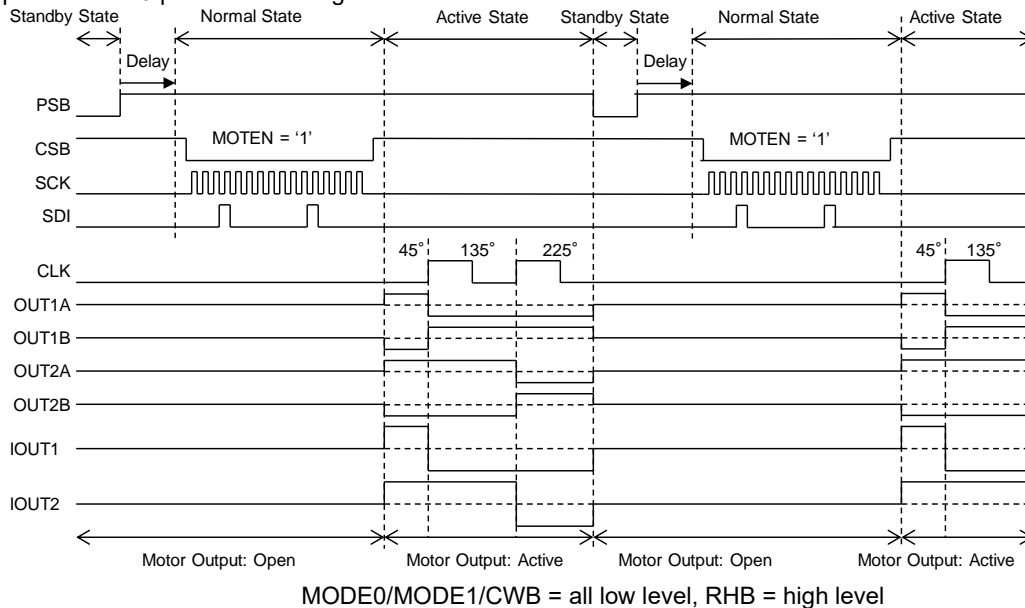 Standby State Normal State Active State Standby State Normal State Active State
Delay Delay
PSB
CSB MOTEN = ‘1’ MOTEN = ‘1’
SCK
SDI
45° 135° 225° 45° 135°
CLK
OUT1A
OUT1B
OUT2A
OUT2B
IOUT1
IOUT2
Motor Output: Open Motor Output: Active Motor Output: Open Motor Output: Active
MODE0/MODE1/CWB = all low level, RHB = high level